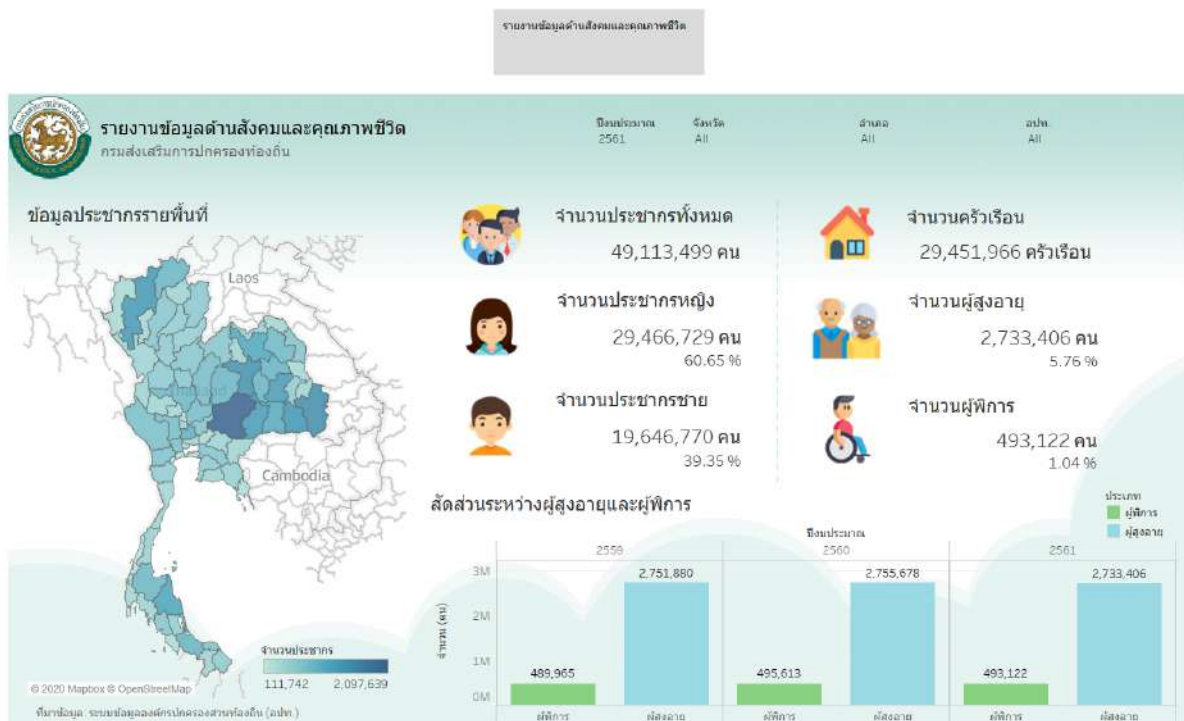 รายงานข้อมูลด้านสังคมและคุณภาพชีวิต
รายงานข้อมูลด้านสังคมและคุณภาพชีวิต
กรมส่งเสริมการปกครองท้องถิ่น
ปีงบประมาณ จังหวัด อำเภอ อปท.
2561 All All All
ข้อมูลประชากรรายพื้นที่
Laos
Cambodia
จำนวนประชากร
111,742 2,097,639
© 2020 Mapbox © OpenStreetMap
ที่มาข้อมูล: ระบบข้อมูลองค์กรปกครองส่วนท้องถิ่น (อปท.)
จำนวนประชากรทั้งหมด
49,113,499 คน
จำนวนครัวเรือน
29,451,966 ครัวเรือน
จำนวนประชากรหญิง
29,466,729 คน
60.65 %
จำนวนผู้สูงอายุ
2,733,406 คน
5.76 %
จำนวนประชากรชาย
19,646,770 คน
39.35 %
จำนวนผู้พิการ
493,122 คน
1.04 %
สัดส่วนระหว่างผู้สูงอายุและผู้พิการ
ประเภท
ผู้พิการ
ผู้สูงอายุ
ปีงบประมาณ
2559 2560 2561
จำนวน (คน)
3M
2M
1M
0M
489,965 2,751,880 495,613 2,755,678 493,122 2,733,406
ผู้พิการ ผู้สูงอายุ ผู้พิการ ผู้สูงอายุ ผู้พิการ ผู้สูงอายุ